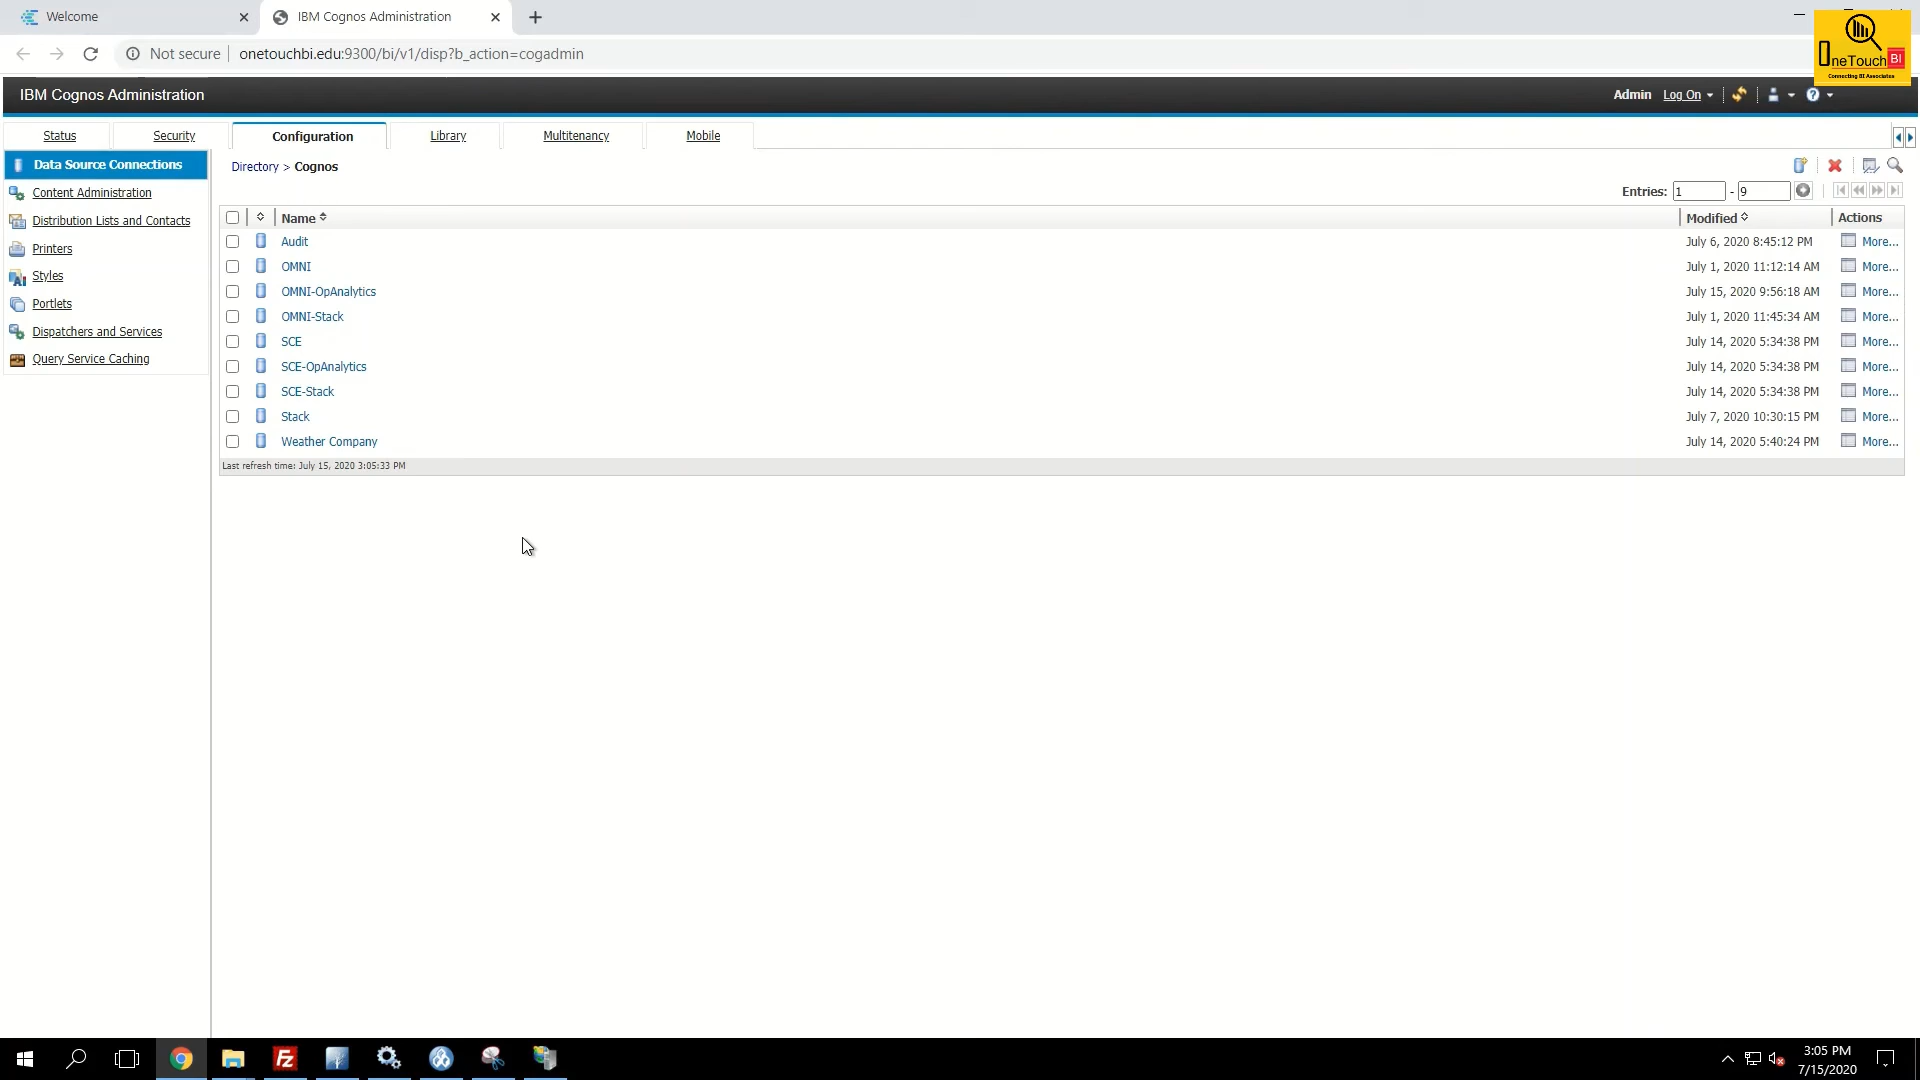 Welcome
IBM Cognos Administration
Not secure
onetouchbi.edu:9300/bi/v1/disp?b_action=cogadmin
OneTouch BI
Connecting BI Associates
IBM Cognos Administration
Admin Log On
Status Security Configuration Library Multitenancy Mobile
Data Source Connections
Content Administration
Distribution Lists and Contacts
Printers
Styles
Portlets
Dispatchers and Services
Query Service Caching
Directory > Cognos
Entries: 1 - 9
Name Modified Actions
Audit July 6, 2020 8:45:12 PM More...
OMNI July 1, 2020 11:12:14 AM More...
OMNI-OpAnalytics July 15, 2020 9:56:18 AM More...
OMNI-Stack July 1, 2020 11:45:34 AM More...
SCE July 14, 2020 5:34:38 PM More...
SCE-OpAnalytics July 14, 2020 5:34:38 PM More...
SCE-Stack July 14, 2020 5:34:38 PM More...
Stack July 7, 2020 10:30:15 PM More...
Weather Company July 14, 2020 5:40:24 PM More...
Last refresh time: July 15, 2020 3:05:33 PM
Fz
3:05 PM
7/15/2020